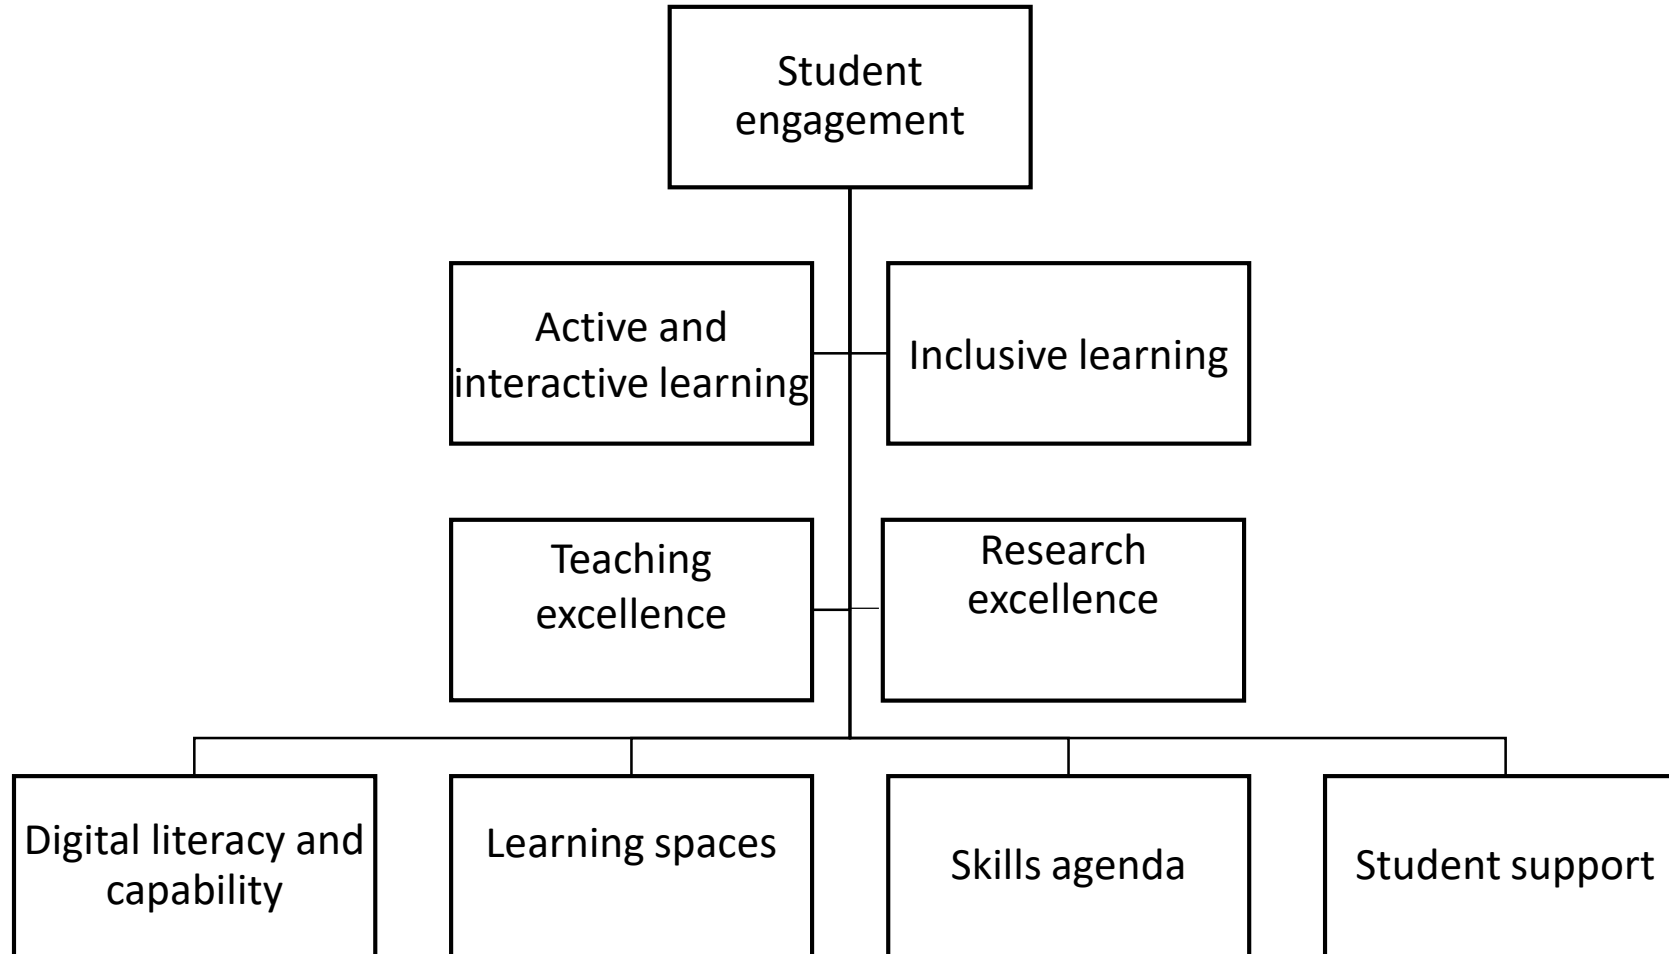 Student
engagement
Active and
interactive learning
Inclusive learning
Teaching
excellence
Research
excellence
Digital literacy and
capability
Learning spaces
Skills agenda
Student support